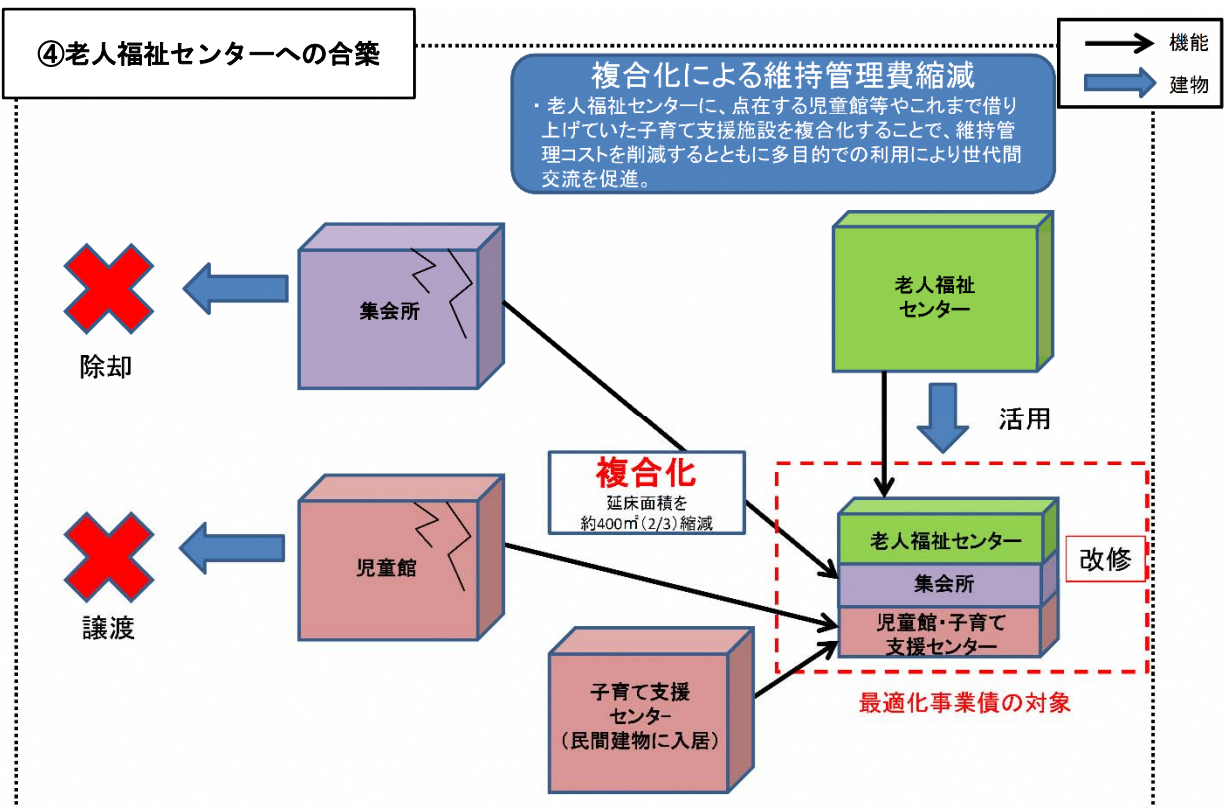 ④老人福祉センターへの合築
機能
建物
複合化による維持管理費縮減
・老人福祉センターに、点在する児童館等やこれまで借り
上げていた子育て支援施設を複合化することで、維持管
理コストを削減するとともに多目的での利用により世代間
交流を促進。
集会所
除却
老人福祉
センター
活用
複合化
延床面積を
約400㎡(2/3)縮減
児童館
譲渡
老人福祉センター
集会所
児童館・子育て
支援センター
改修
最適化事業債の対象
子育て支援
センター
(民間建物に入居)